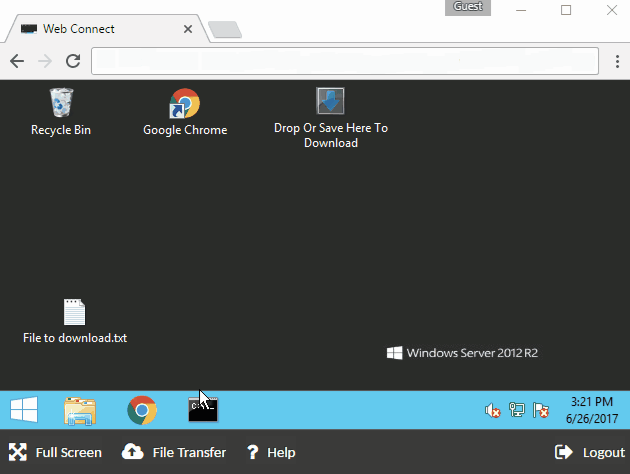 Guest
Web Connect
Recycle Bin
Google Chrome
Drop Or Save Here To
Download
File to download.txt
Windows Server 2012 R2
C:\_
3:21 PM
6/26/2017
Full Screen
File Transfer
? Help
Logout